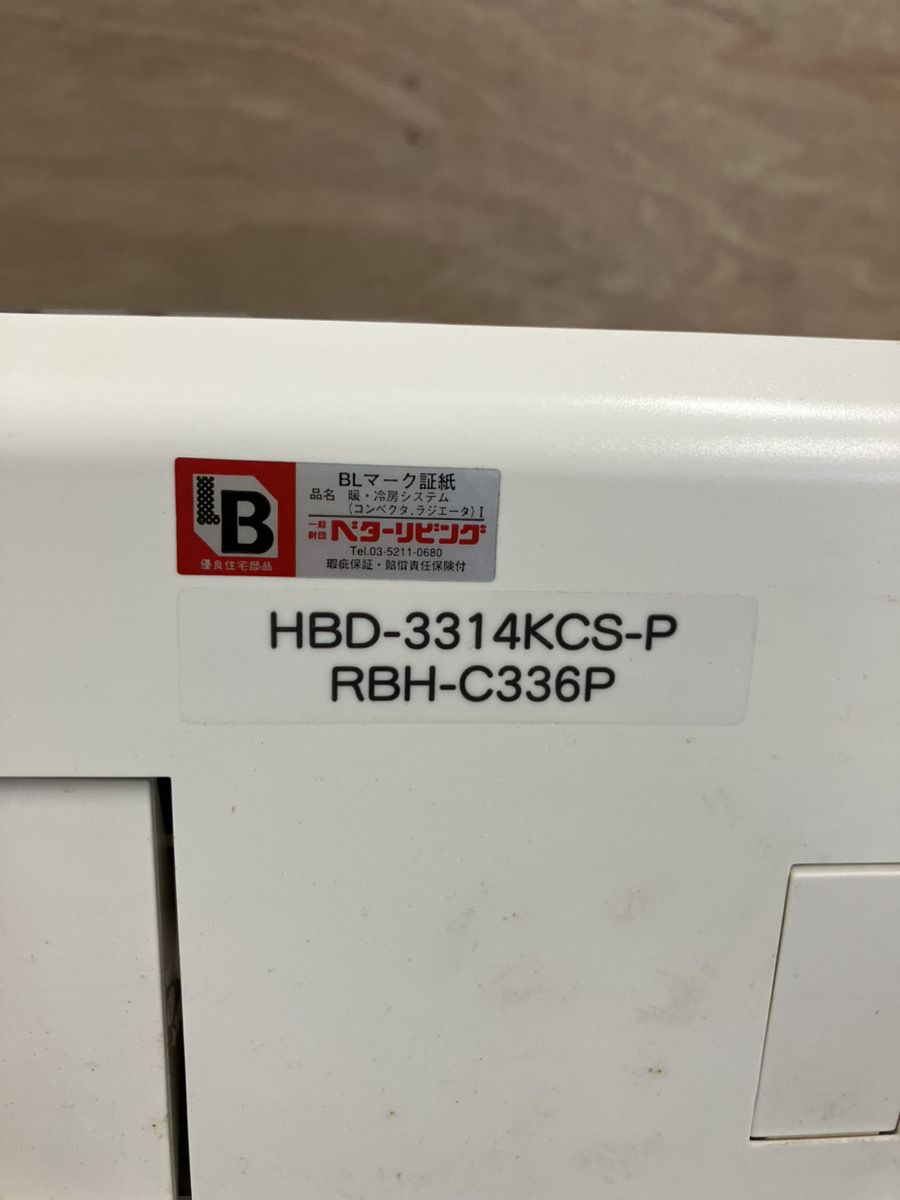 B
優良住宅部品
BLマーク証紙
品名 暖・冷房システム
(コンベクタ、ラジエータ)I
一般財団 ベターリビング
Tel.03-5211-0680
瑕疵保証・賠償責任保険付
HBD-3314KCS-P
RBH-C336P